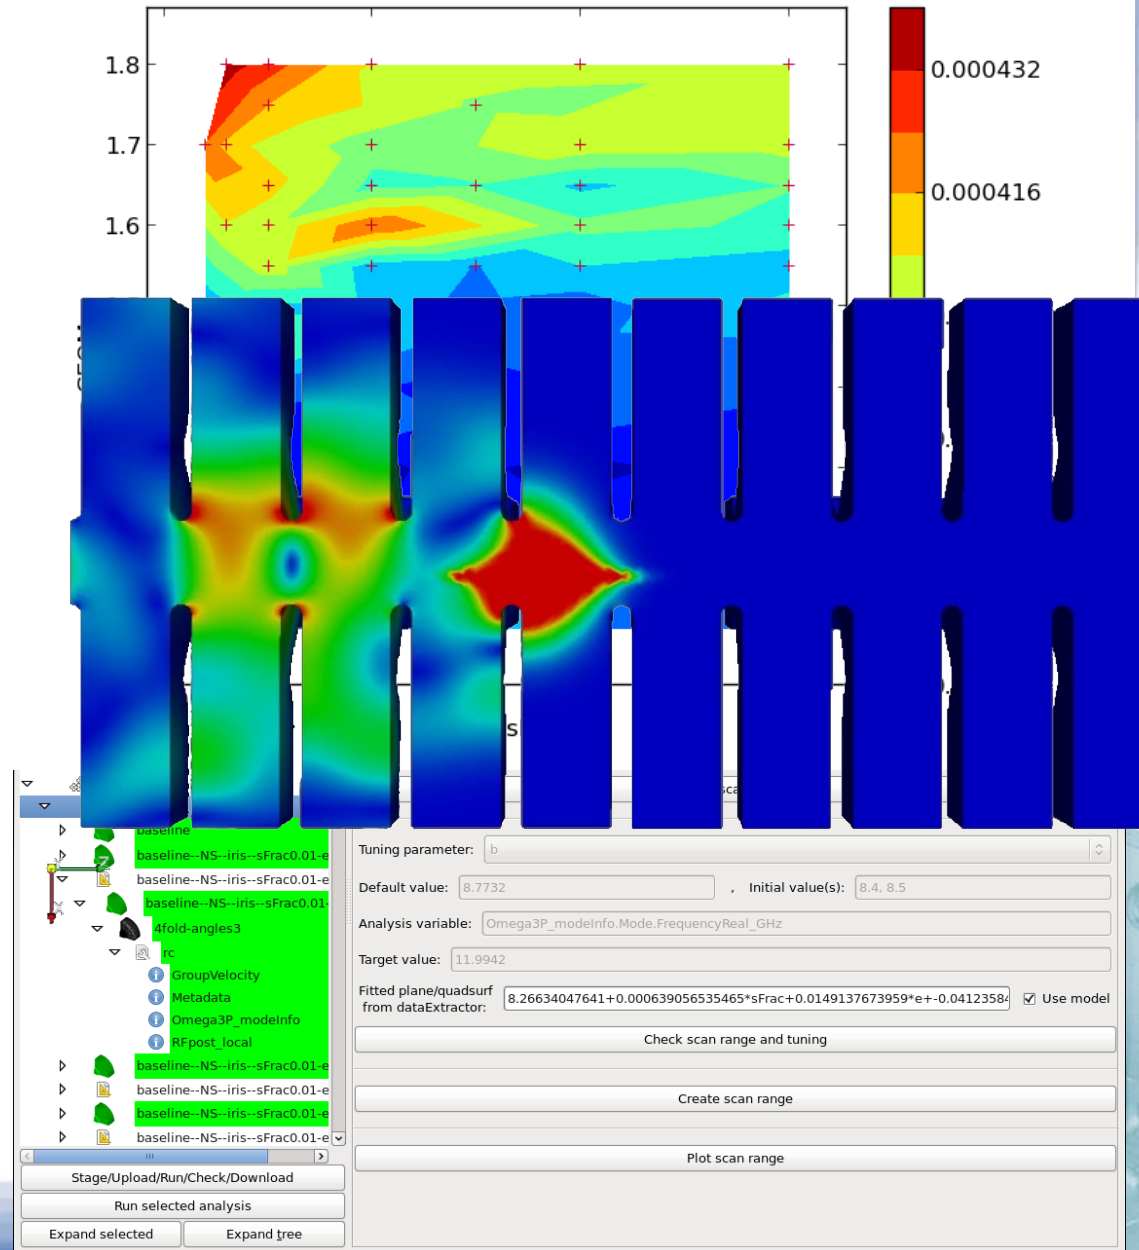 1.8
0.000432
1.7
0.000416
1.6
baseline
baseline--NS--iris--sFrac0.01-e
baseline--NS--iris--sFrac0.01-e
baseline--NS--iris--sFrac0.01-
4fold-angles3
rc
GroupVelocity
Metadata
Omega3P_modeInfo
RFpost_local
baseline--NS--iris--sFrac0.01-e
baseline--NS--iris--sFrac0.01-e
baseline--NS--iris--sFrac0.01-e
baseline--NS--iris--sFrac0.01-e
Stage/Upload/Run/Check/Download
Run selected analysis
Expand selected Expand tree
Tuning parameter: b
Default value: 8.7732 , Initial value(s): 8.4, 8.5
Analysis variable: Omega3P_modeInfo.Mode.FrequencyReal_GHz
Target value: 11.9942
Fitted plane/quadsurf
from dataExtractor: 8.26634047641+0.000639056535465*sFrac+0.0149137673959*e+-0.04123584 Use model
Check scan range and tuning
Create scan range
Plot scan range